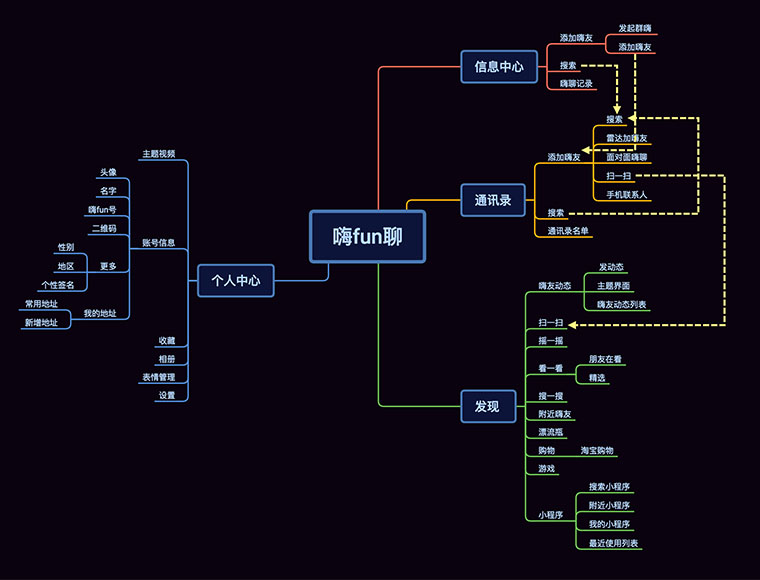 嗨fun聊
信息中心
添加嗨友
发起群嗨
添加嗨友
搜索
嗨聊记录
通讯录
添加嗨友
搜索
雷达加嗨友
面对面嗨聊
扫一扫
手机联系人
搜索
通讯录名单
发现
嗨友动态
发动态
主题界面
嗨友动态列表
扫一扫
摇一摇
看一看
朋友在看
精选
搜一搜
附近嗨友
漂流瓶
购物
淘宝购物
游戏
小程序
搜索小程序
附近小程序
我的小程序
最近使用列表
个人中心
主题视频
账号信息
头像
名字
嗨fun号
二维码
更多
性别
地区
个性签名
我的地址
常用地址
新增地址
收藏
相册
表情管理
设置